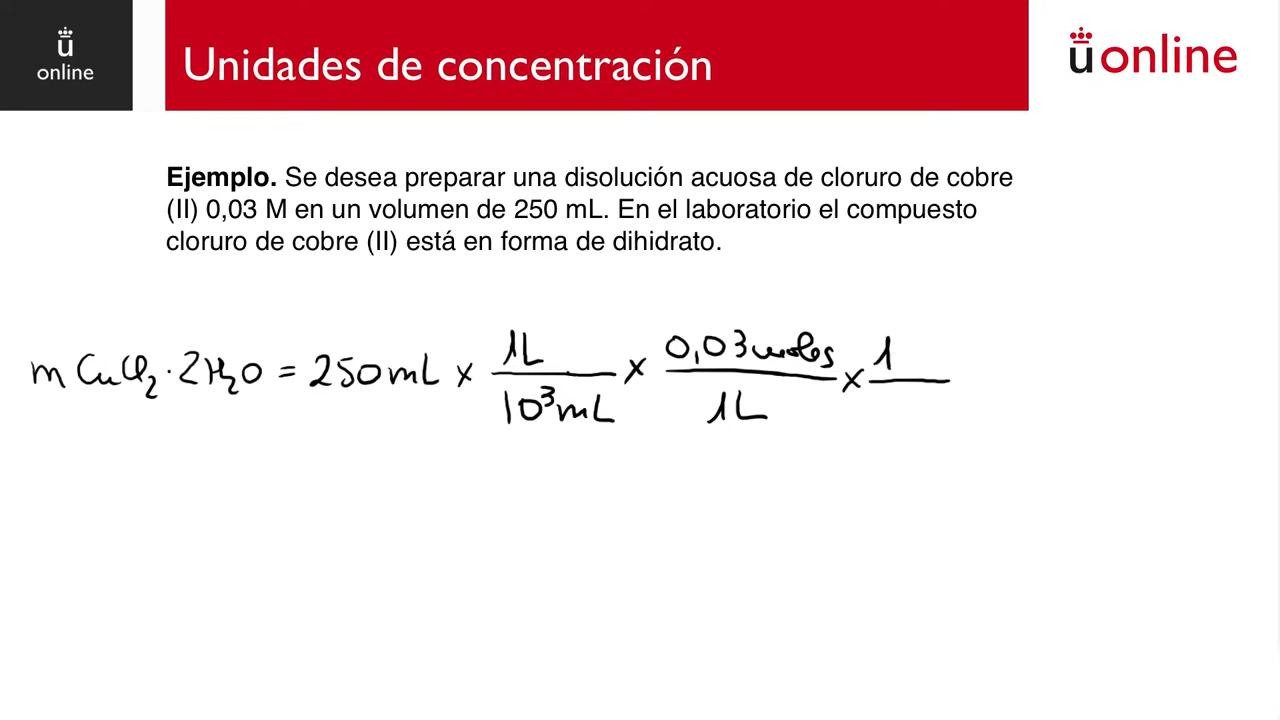 ü
online
Unidades de concentración
üonline
Ejemplo. Se desea preparar una disolución acuosa de cloruro de cobre
(II) 0,03 M en un volumen de 250 mL. En el laboratorio el compuesto
cloruro de cobre (II) está en forma de dihidrato.
m CuCl₂·2H₂O = 250 mL × 1L / 10³ mL × 0,03 moles / 1L × 1